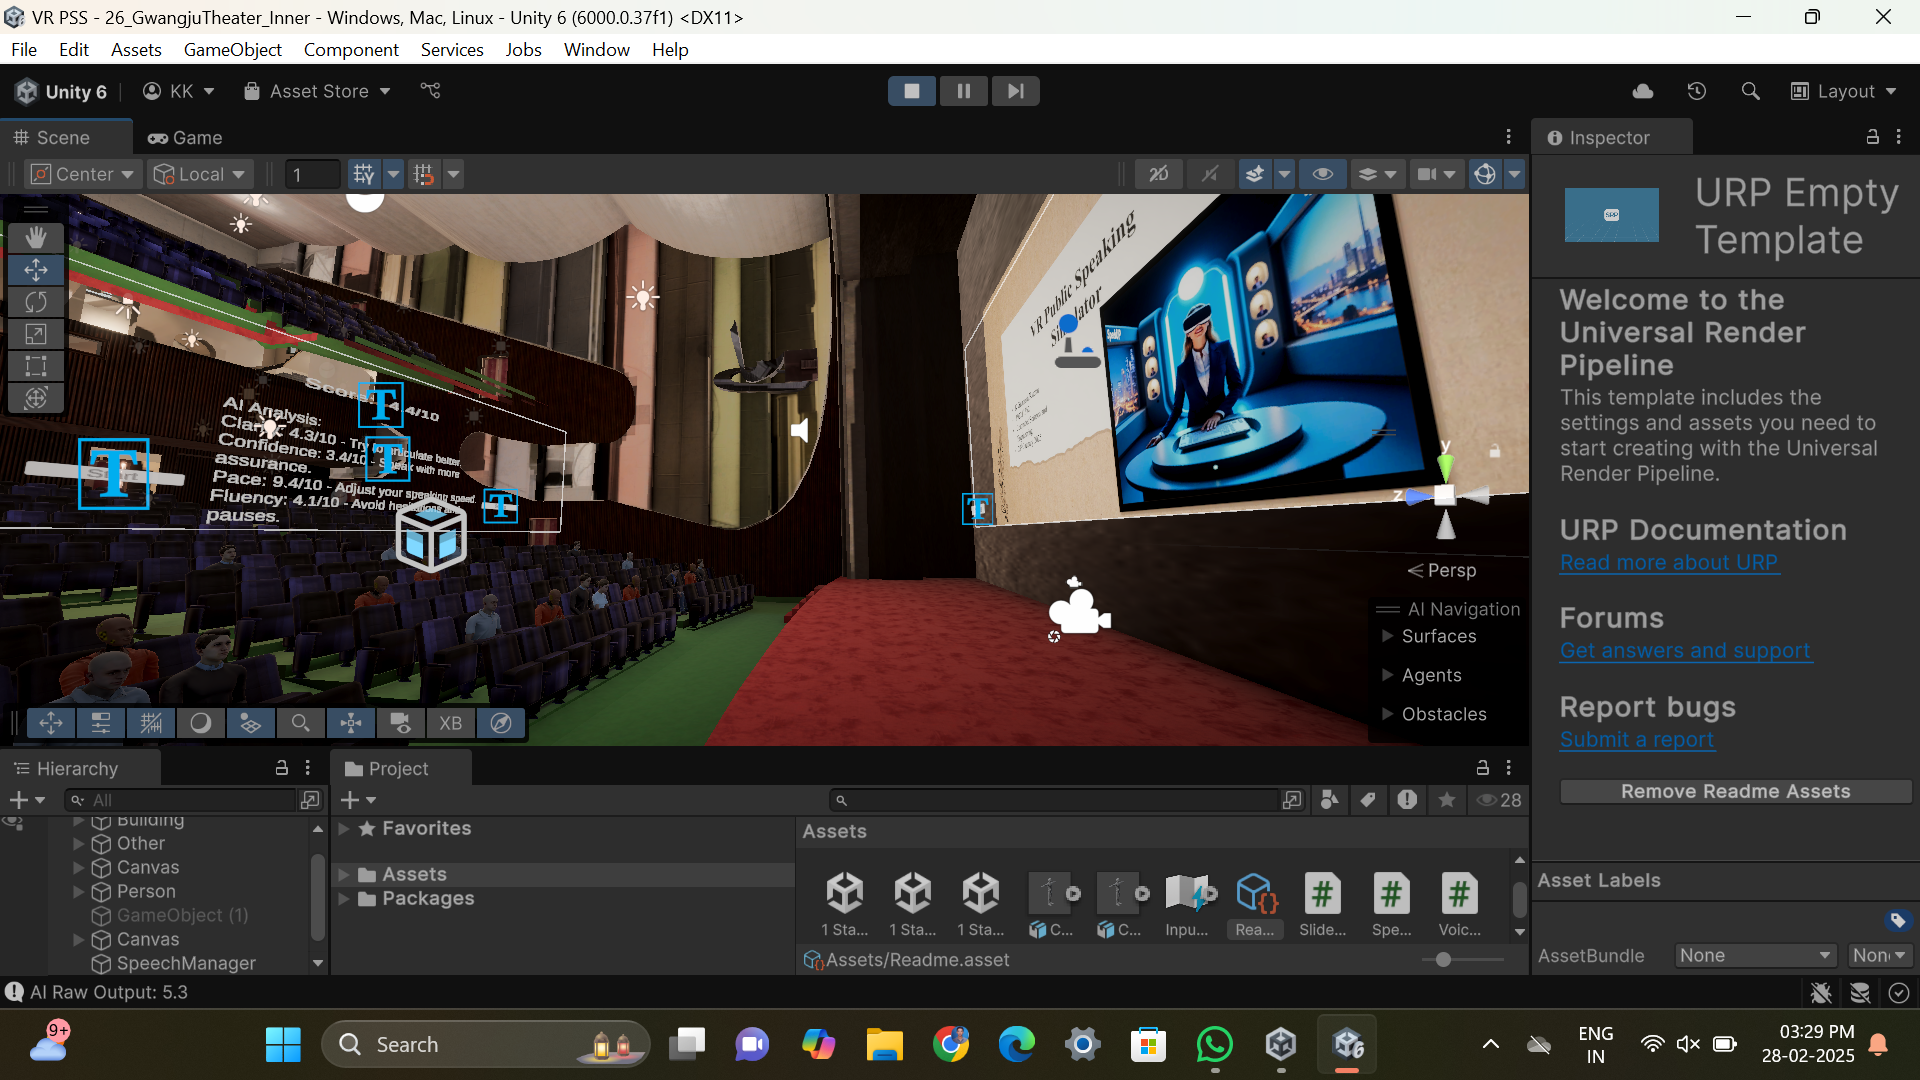 VR PSS - 26_GwangjuTheater_Inner - Windows, Mac, Linux - Unity 6 (6000.0.37f1) <DX11>
File Edit Assets GameObject Component Services Jobs Window Help
Unity 6 KK Asset Store Layout
Scene Game
Inspector
Center Local 1
2D
URP Empty
Template
Welcome to the
Universal Render
Pipeline
This template includes the
settings and assets you need to
start creating with the Universal
Render Pipeline.
URP Documentation
Read more about URP
Forums
Get answers and support
Report bugs
Submit a report
Remove Readme Assets
VR Public Speaking
Simulator
Score: 4.4/10
AI Analysis:
Clarity: 4.3/10 - Try to articulate better.
Confidence: 3.4/10 - Speak with more
assurance.
Pace: 9.4/10 - Adjust your speaking speed.
Fluency: 4.1/10 - Avoid hesitations and
pauses.
Start
y
z
Persp
AI Navigation
Surfaces
Agents
Obstacles
XB
Hierarchy
All
Building
Other
Canvas
Person
GameObject (1)
Canvas
SpeechManager
Project
28
Favorites
Assets
Packages
Assets
1 Sta... 1 Sta... 1 Sta... C... C... Inpu... Rea... Slide... Spe... Voic...
Assets/Readme.asset
Asset Labels
AssetBundle None Non
AI Raw Output: 5.3
9+
Search
ENG
IN
03:29 PM
28-02-2025